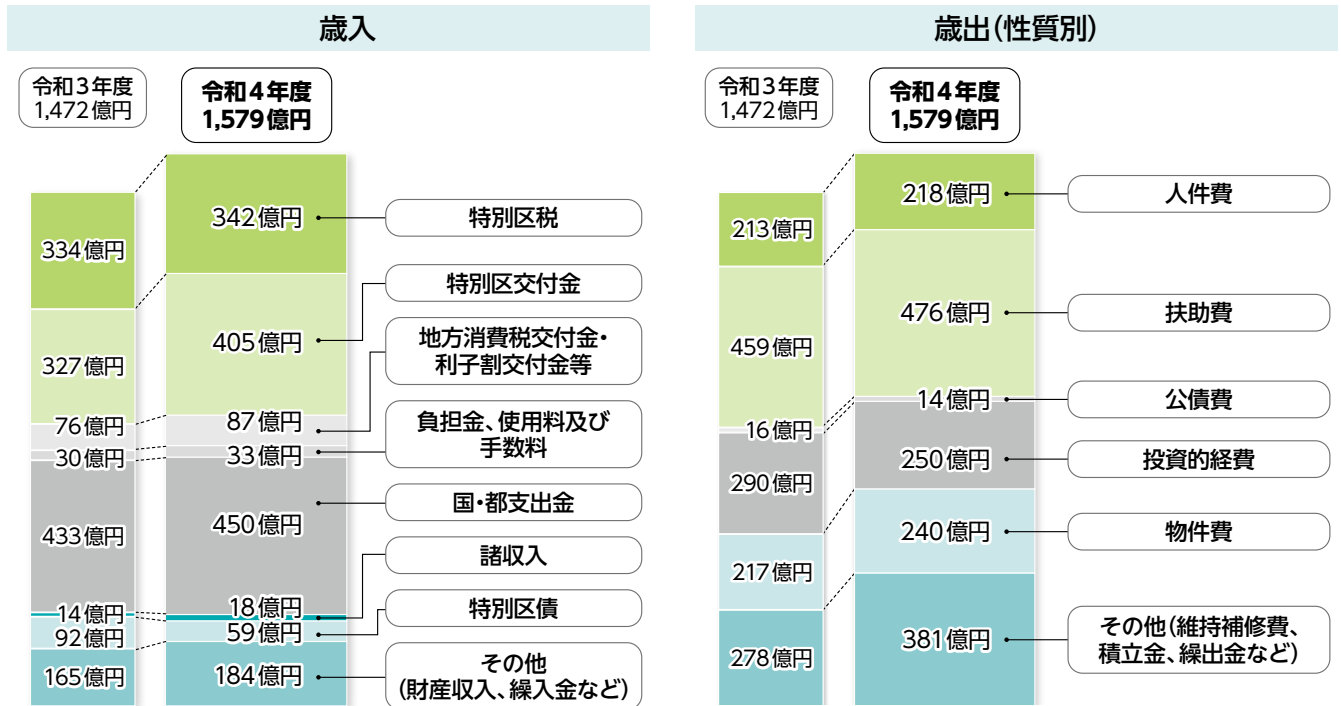 歳入
令和3年度
1,472億円
令和4年度
1,579億円
334億円
327億円
76億円
30億円
433億円
14億円
92億円
165億円
342億円
405億円
87億円
33億円
450億円
18億円
59億円
184億円
特別区税
特別区交付金
地方消費税交付金・
利子割交付金等
負担金、使用料及び
手数料
国・都支出金
諸収入
特別区債
その他
(財産収入、繰入金など)
歳出(性質別)
令和3年度
1,472億円
令和4年度
1,579億円
213億円
459億円
16億円
290億円
217億円
278億円
218億円
476億円
14億円
250億円
240億円
381億円
人件費
扶助費
公債費
投資的経費
物件費
その他(維持補修費、
積立金、繰出金など)